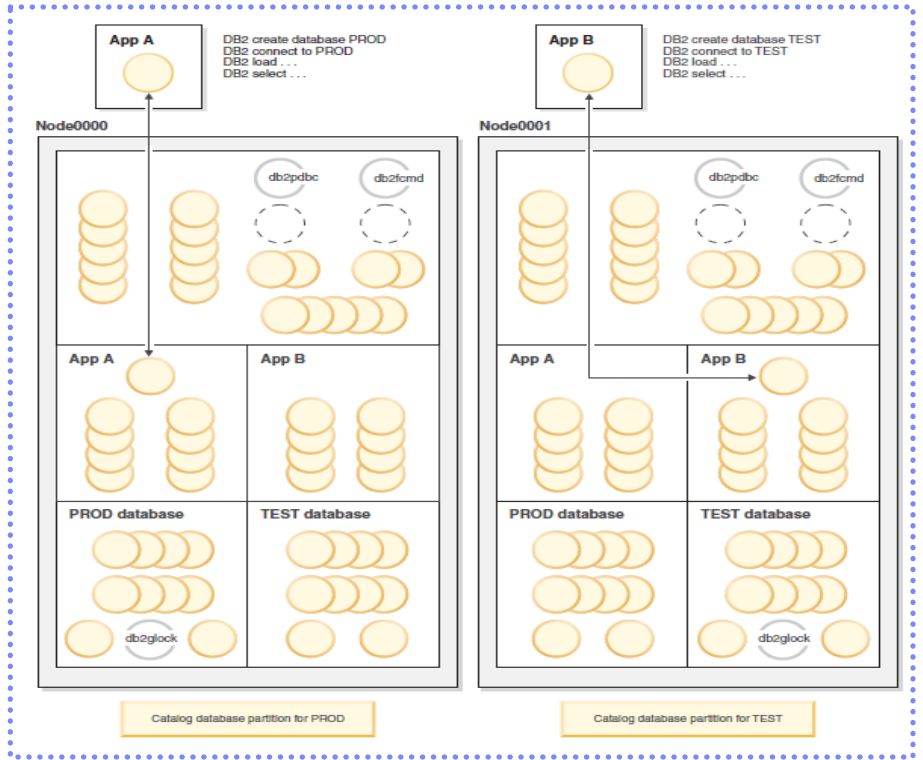 App A
DB2 create database PROD
DB2 connect to PROD
DB2 load . . .
DB2 select . . .
App B
DB2 create database TEST
DB2 connect to TEST
DB2 load . . .
DB2 select . . .
Node0000
db2pdbc
db2fcmd
App A
App B
PROD database
TEST database
db2glock
Catalog database partition for PROD
Node0001
db2pdbc
db2fcmd
App A
App B
PROD database
TEST database
db2glock
Catalog database partition for TEST